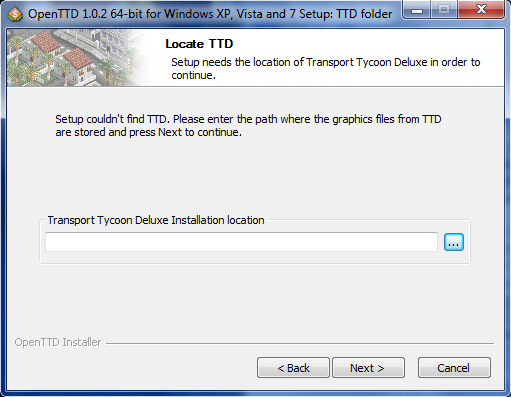 OpenTTD 1.0.2 64-bit for Windows XP, Vista and 7 Setup: TTD folder
Locate TTD
Setup needs the location of Transport Tycoon Deluxe in order to
continue.
Setup couldn't find TTD. Please enter the path where the graphics files from TTD
are stored and press Next to continue.
Transport Tycoon Deluxe Installation location
...
OpenTTD Installer
< Back
Next >
Cancel